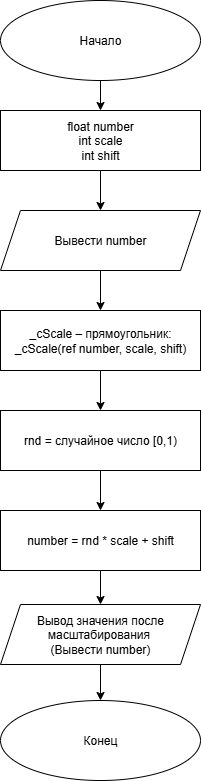 Начало
float number
int scale
int shift
Вывести number
_cScale – прямоугольник:
_cScale(ref number, scale, shift)
rnd = случайное число [0,1)
number = rnd * scale + shift
Вывод значения после
масштабирования
(Вывести number)
Конец